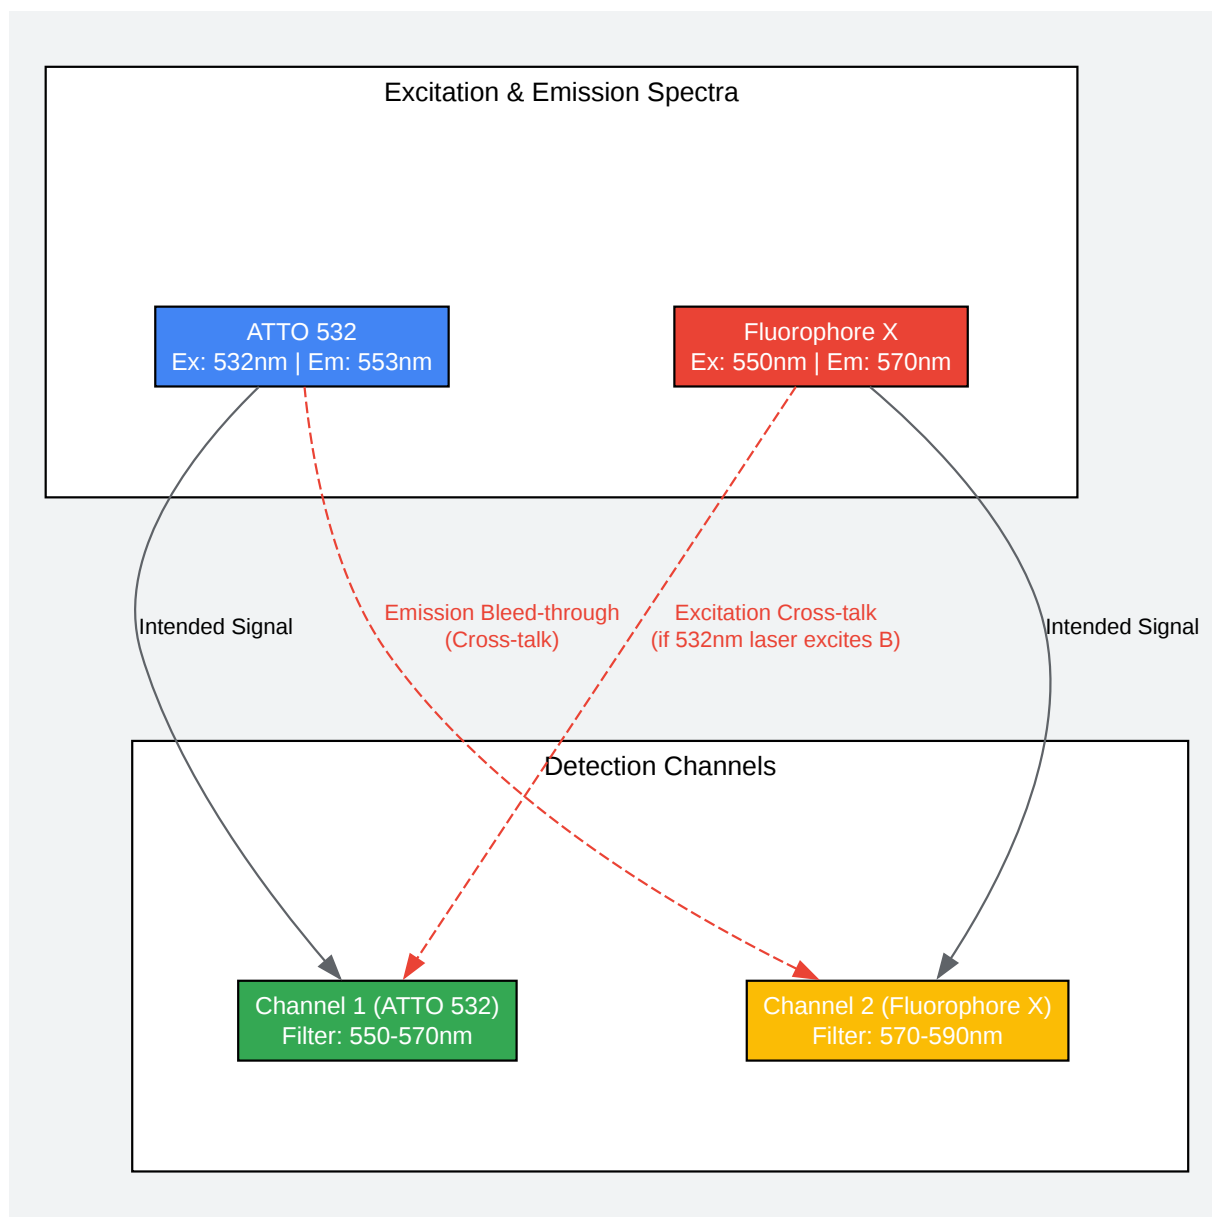 Excitation & Emission Spectra
ATTO 532
Ex: 532nm | Em: 553nm
Fluorophore X
Ex: 550nm | Em: 570nm
Intended Signal
Emission Bleed-through
(Cross-talk)
Excitation Cross-talk
(if 532nm laser excites B)
Intended Signal
Detection Channels
Channel 1 (ATTO 532)
Filter: 550-570nm
Channel 2 (Fluorophore X)
Filter: 570-590nm